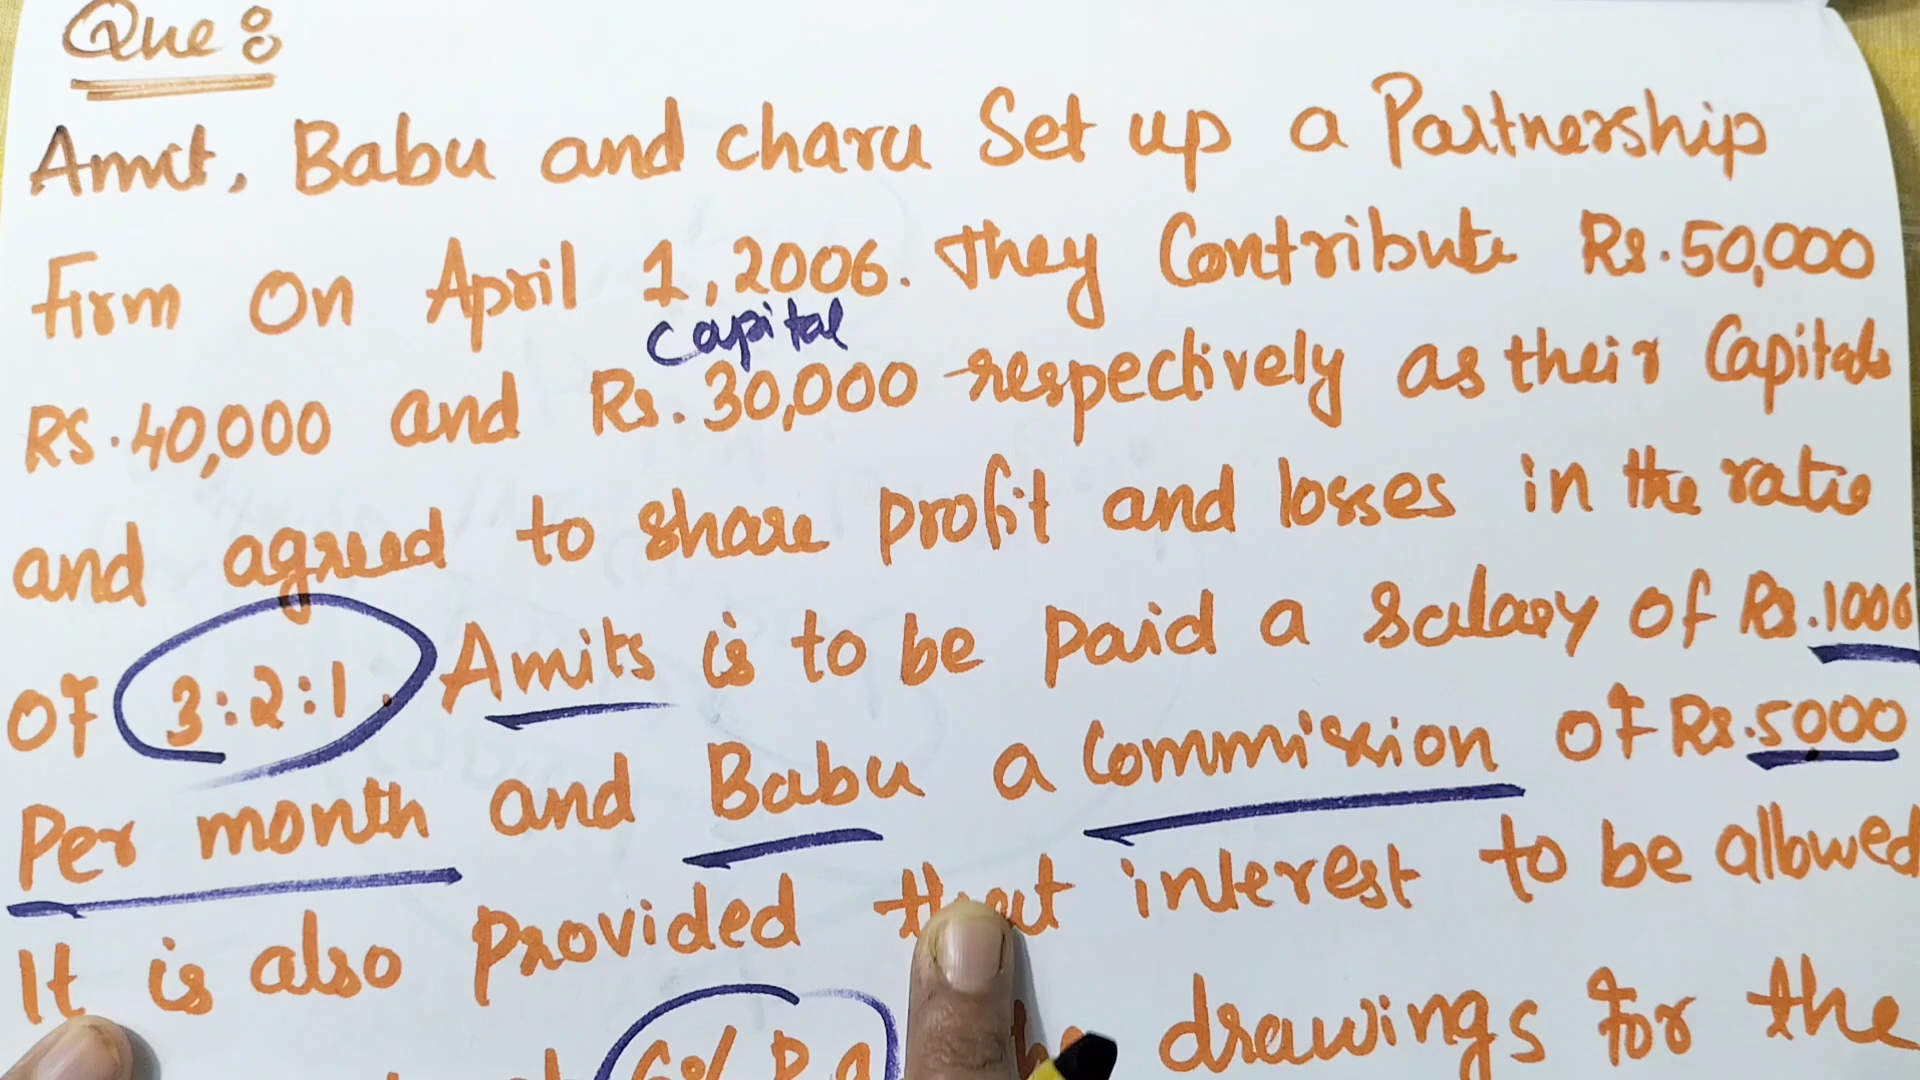 Que:
Amit, Babu and charu Set up a Partnership
Firm On April 1, 2006. They Contribute Rs. 50,000
capital
RS. 40,000 and Rs. 30,000 respectively as their Capitals
and agreed to share profit and losses in the ratio
OF 3:2:1. Amits is to be paid a salary of Rs. 1000
Per month and Babu a Commission of Rs. 5000
It is also provided that interest to be allowed
6% P.a drawings for the